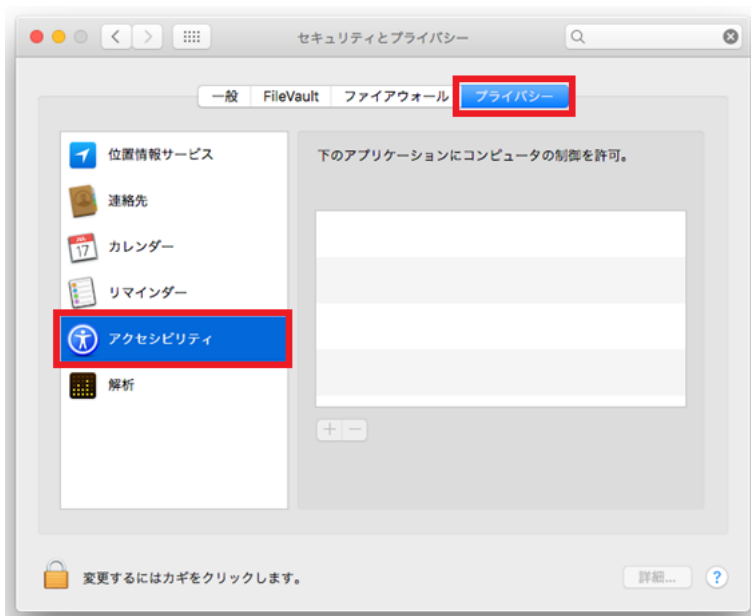 セキュリティとプライバシー
一般 FileVault ファイアウォール プライバシー
位置情報サービス
下のアプリケーションにコンピュータの制御を許可。
連絡先
17
カレンダー
リマインダー
アクセシビリティ
解析
変更するにはカギをクリックします。
詳細...
?